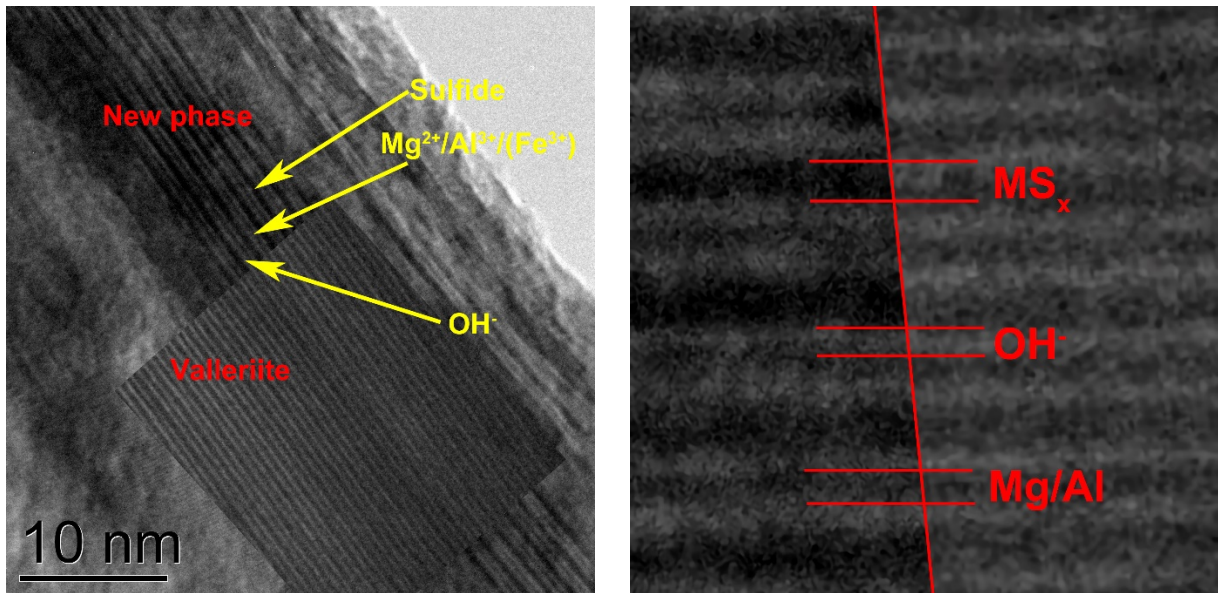 Sulfide
New phase
Mg²⁺/Al³⁺/(Fe³⁺)
OH⁻
Valleriite
10 nm
MSₓ
OH⁻
Mg/Al